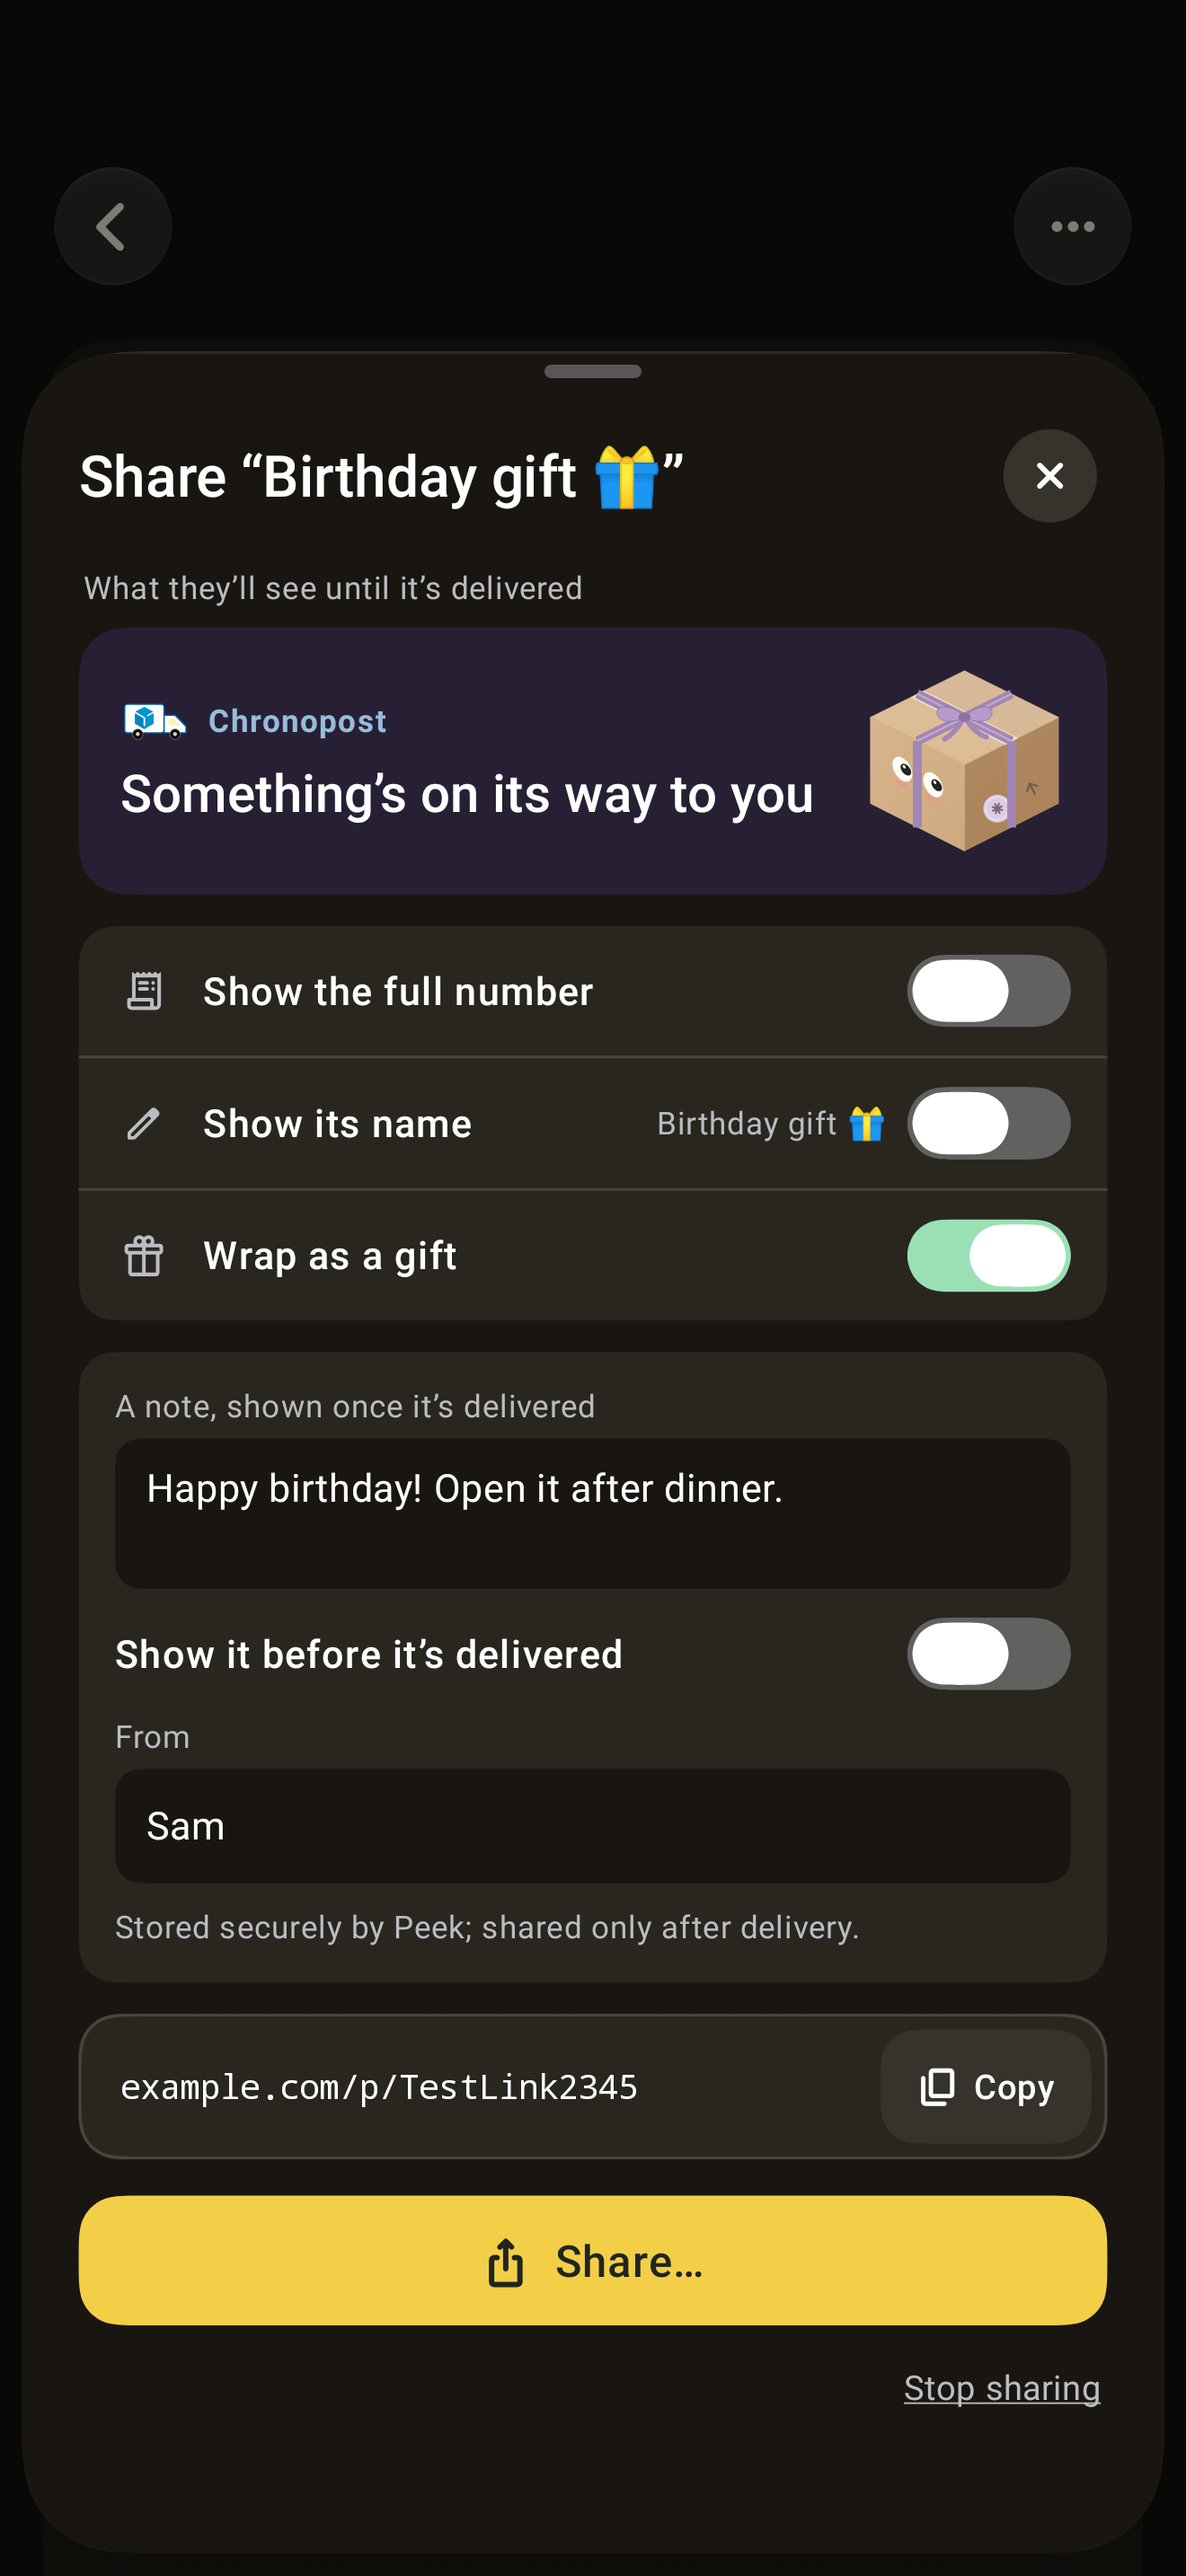 Share “Birthday gift 🎁”
What they’ll see until it’s delivered
Chronopost
Something’s on its way to you
Show the full number
Show its name
Birthday gift 🎁
Wrap as a gift
A note, shown once it’s delivered
Happy birthday! Open it after dinner.
Show it before it’s delivered
From
Sam
Stored securely by Peek; shared only after delivery.
example.com/p/TestLink2345
Copy
Share…
Stop sharing